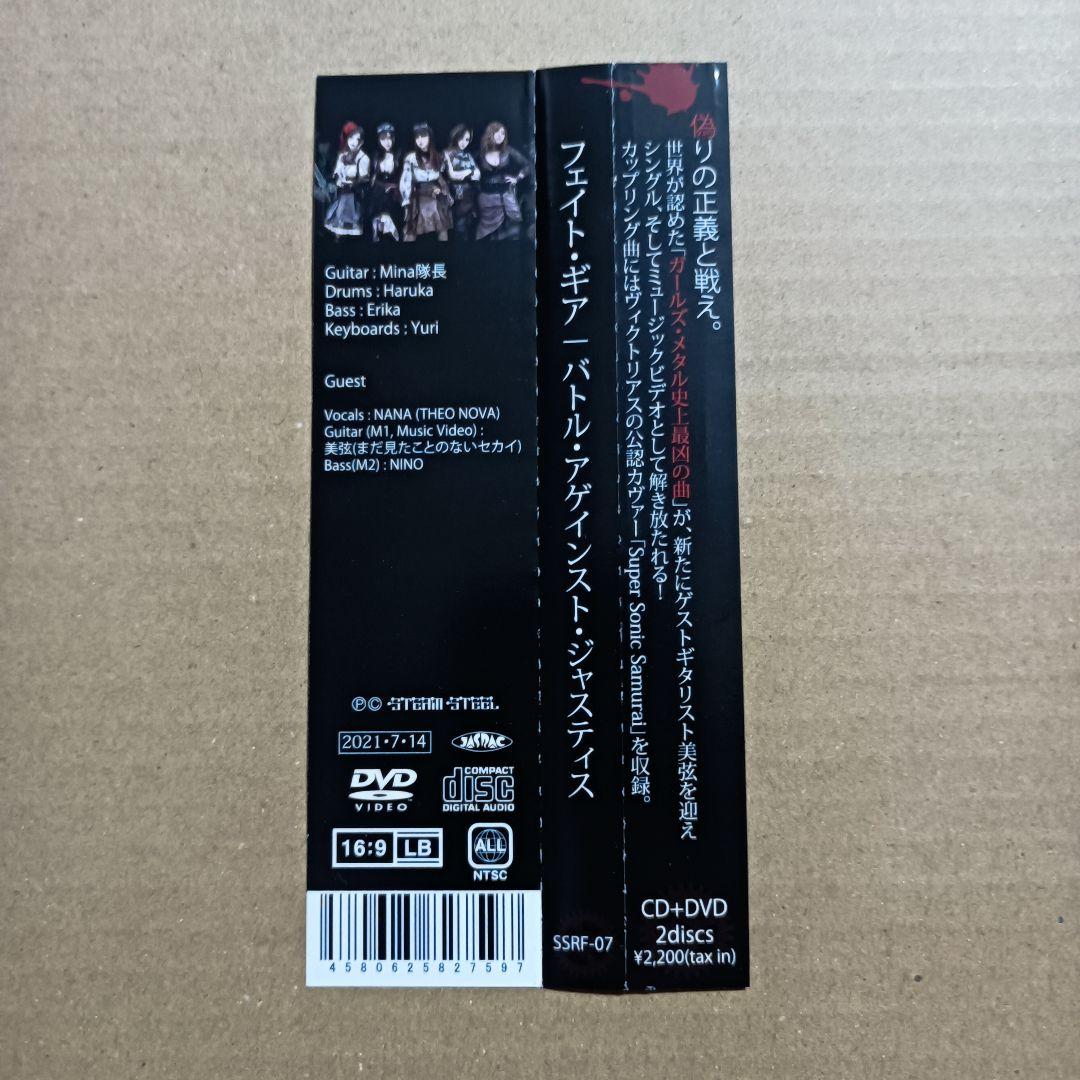 偽りの正義と戦え。
世界が認めた「ガールズ・メタル史上最凶の曲」が、新たにゲストギタリスト美弦を迎え
シングル、そしてミュージックビデオとして解き放たれる!
カップリング曲にはヴィクトリアスの公認カヴァー「Super Sonic Samurai」を収録。
CD+DVD
2discs
¥2,200(tax in)
フェイト・ギア ― バトル・アゲインスト・ジャスティス
SSRF-07
Guitar : Mina隊長
Drums : Haruka
Bass : Erika
Keyboards : Yuri
Guest
Vocals : NANA (THEO NOVA)
Guitar (M1, Music Video) :
美弦(まだ見たことのないセカイ)
Bass(M2) : NINO
℗© STEAM STEEL
2021・7・14
JASRAC
DVD
VIDEO
COMPACT
disc
DIGITAL AUDIO
16:9 LB
ALL
NTSC
4580625827597